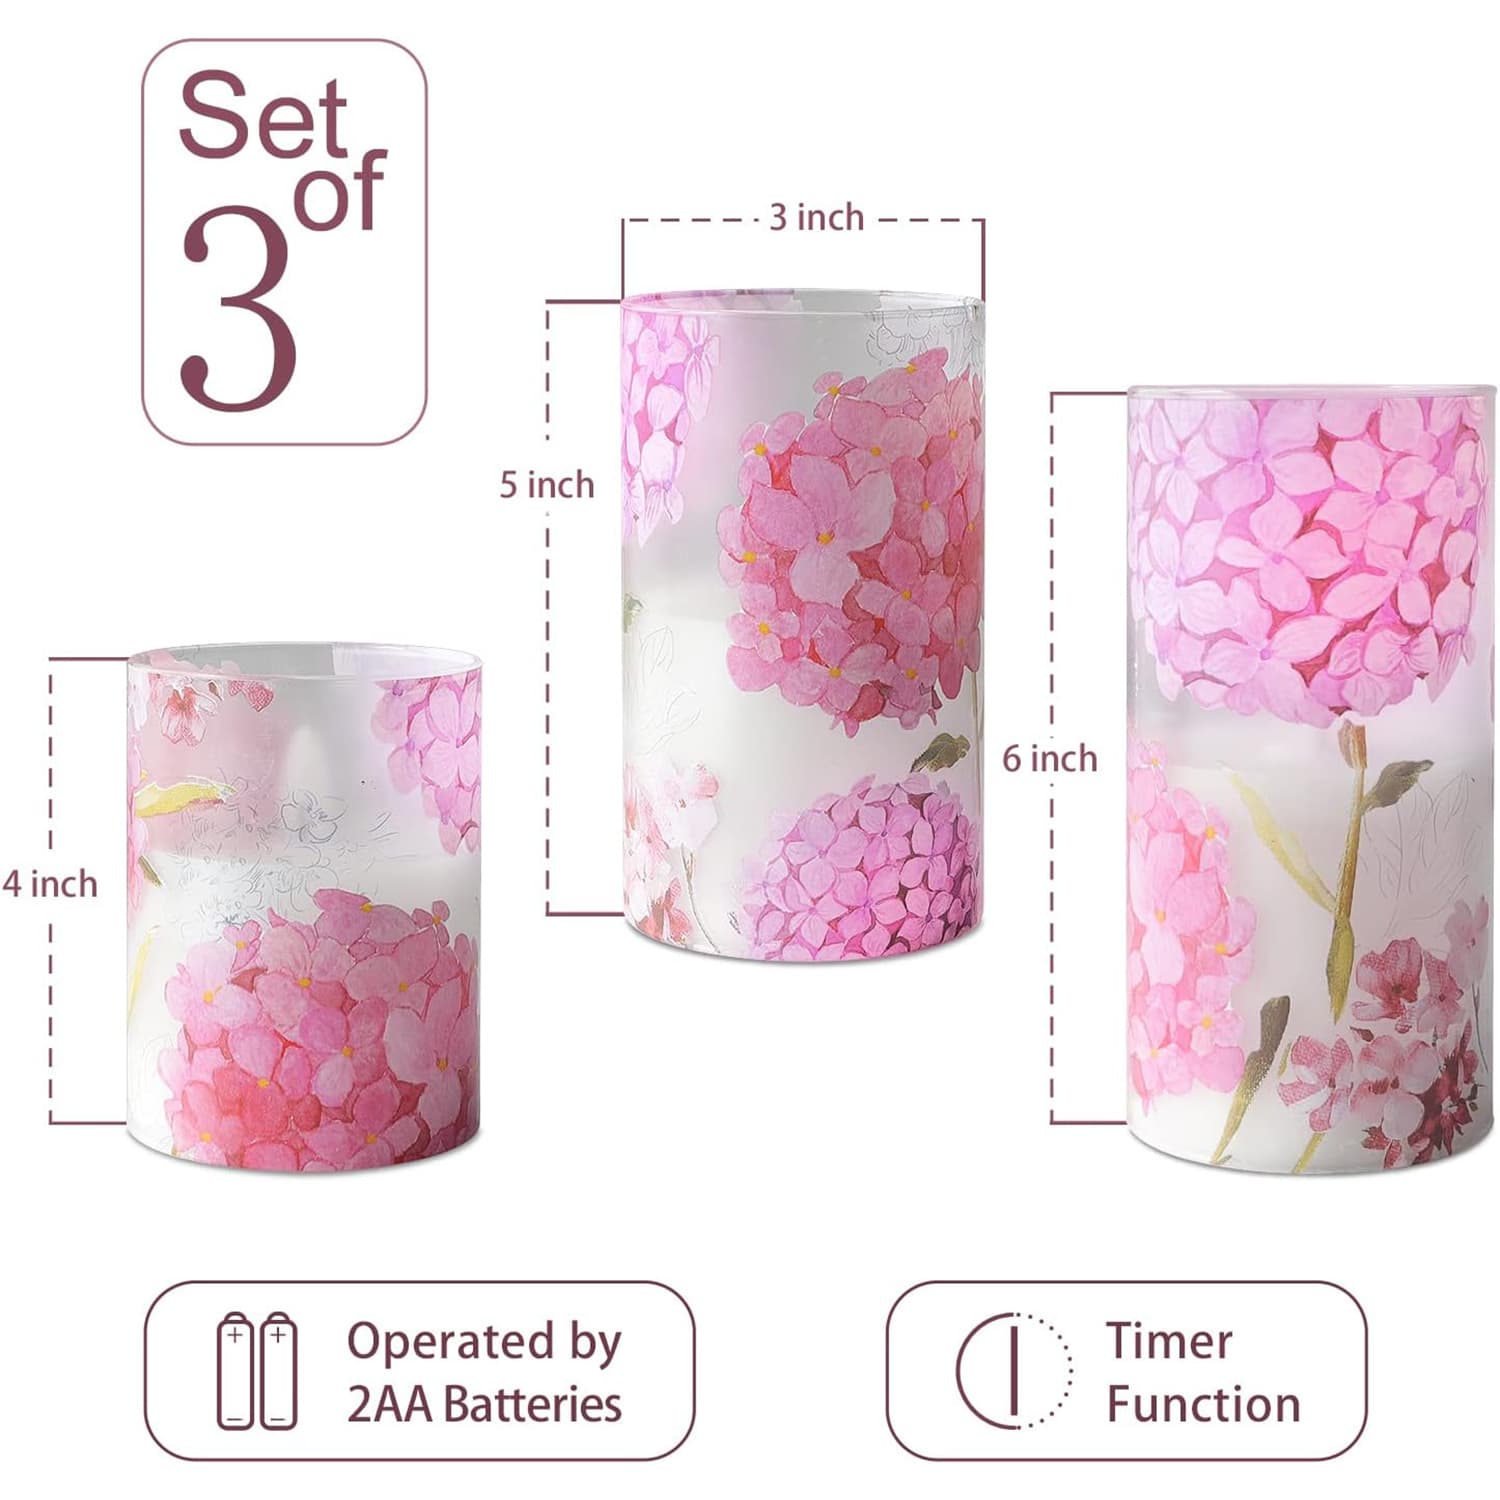 Set
of
3
3 inch
5 inch
6 inch
4 inch
Operated by
2AA Batteries
Timer
Function